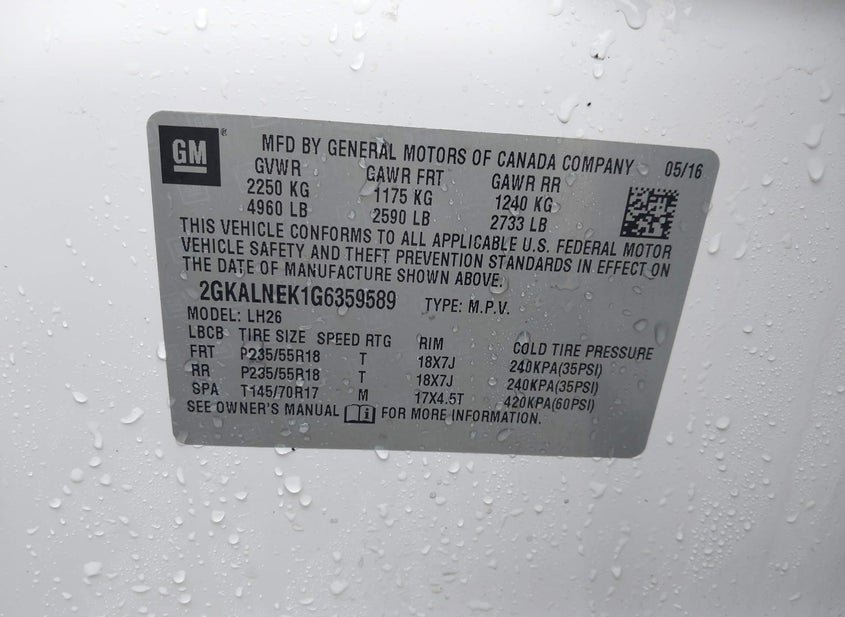 GM ®
MFD BY GENERAL MOTORS OF CANADA COMPANY 05/16
GVWR GAWR FRT GAWR RR
2250 KG 1175 KG 1240 KG
4960 LB 2590 LB 2733 LB
THIS VEHICLE CONFORMS TO ALL APPLICABLE U.S. FEDERAL MOTOR
VEHICLE SAFETY AND THEFT PREVENTION STANDARDS IN EFFECT ON
THE DATE OF MANUFACTURE SHOWN ABOVE.
2GKALNEK1G6359589 TYPE: M.P.V.
MODEL: LH26
LBCB TIRE SIZE SPEED RTG RIM COLD TIRE PRESSURE
FRT P235/55R18 T 18X7J 240KPA(35PSI)
RR P235/55R18 T 18X7J 240KPA(35PSI)
SPA T145/70R17 M 17X4.5T 420KPA(60PSI)
SEE OWNER'S MANUAL FOR MORE INFORMATION.